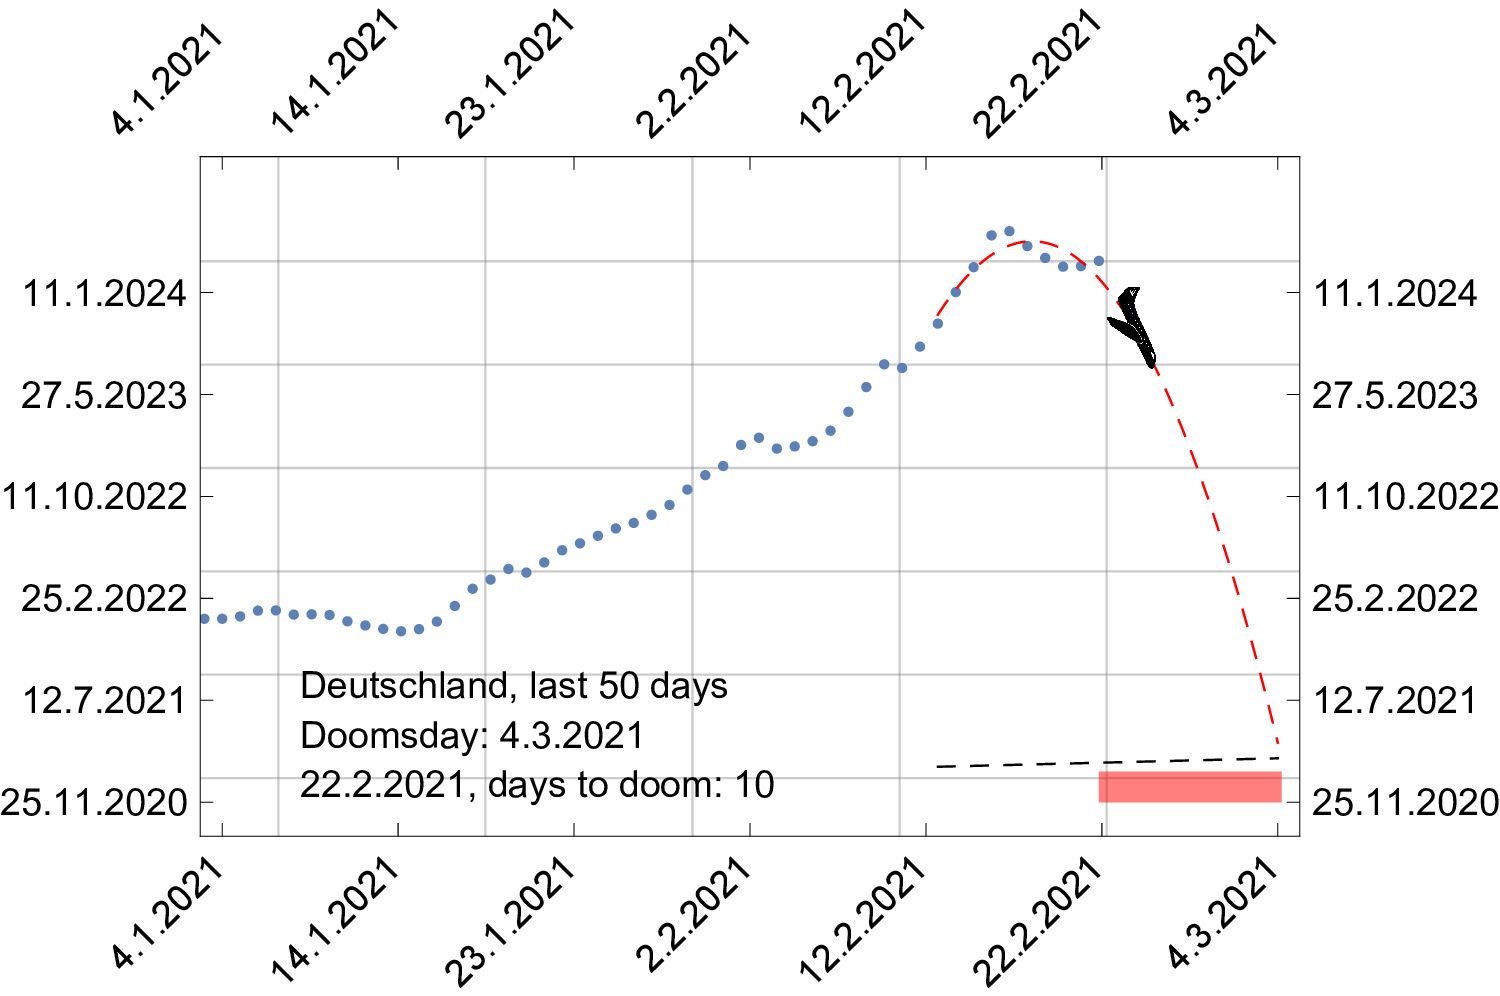 4.1.2021 14.1.2021 23.1.2021 2.2.2021 12.2.2021 22.2.2021 4.3.2021
11.1.2024 11.1.2024
27.5.2023 27.5.2023
11.10.2022 11.10.2022
25.2.2022 25.2.2022
12.7.2021 12.7.2021
Deutschland, last 50 days
Doomsday: 4.3.2021
22.2.2021, days to doom: 10
25.11.2020 25.11.2020
4.1.2021 14.1.2021 23.1.2021 2.2.2021 12.2.2021 22.2.2021 4.3.2021